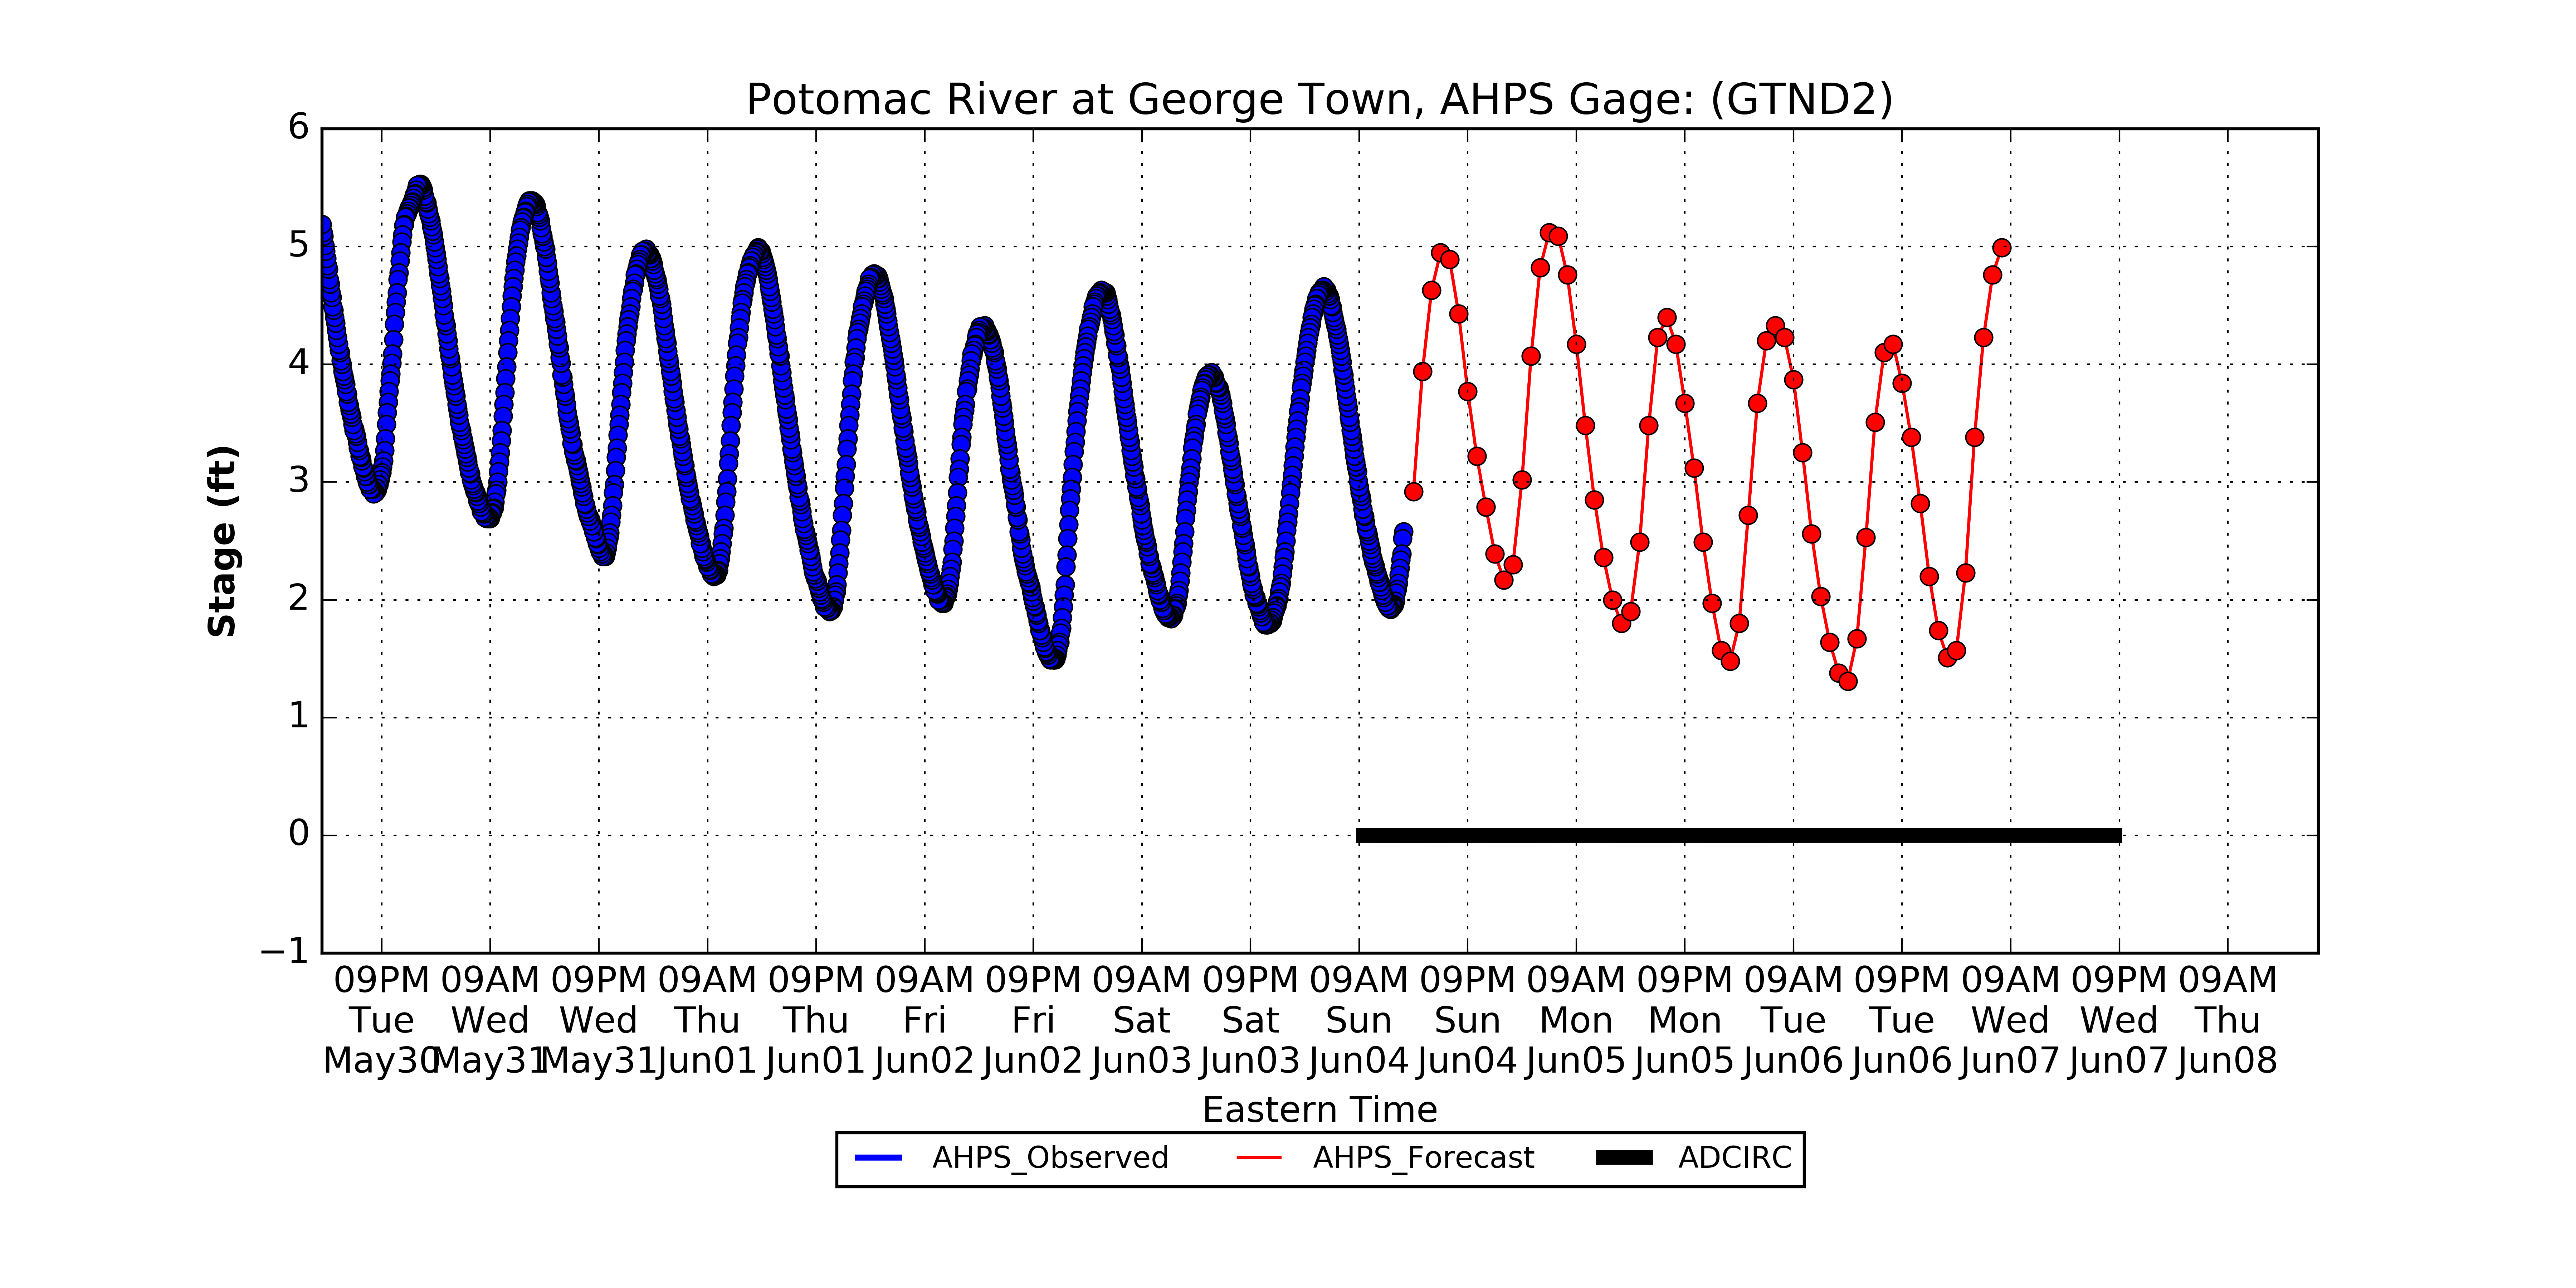 Potomac River at George Town, AHPS Gage: (GTND2)
Stage (ft)
6
5
4
3
2
1
0
−1
09PM 09AM 09PM 09AM 09PM 09AM 09PM 09AM 09PM 09AM 09PM 09AM 09PM 09AM 09PM 09AM 09PM 09AM
Tue Wed Wed Thu Thu Fri Fri Sat Sat Sun Sun Mon Mon Tue Tue Wed Wed Thu
May30 May31 May31 Jun01 Jun01 Jun02 Jun02 Jun03 Jun03 Jun04 Jun04 Jun05 Jun05 Jun06 Jun06 Jun07 Jun07 Jun08
Eastern Time
AHPS_Observed AHPS_Forecast ADCIRC